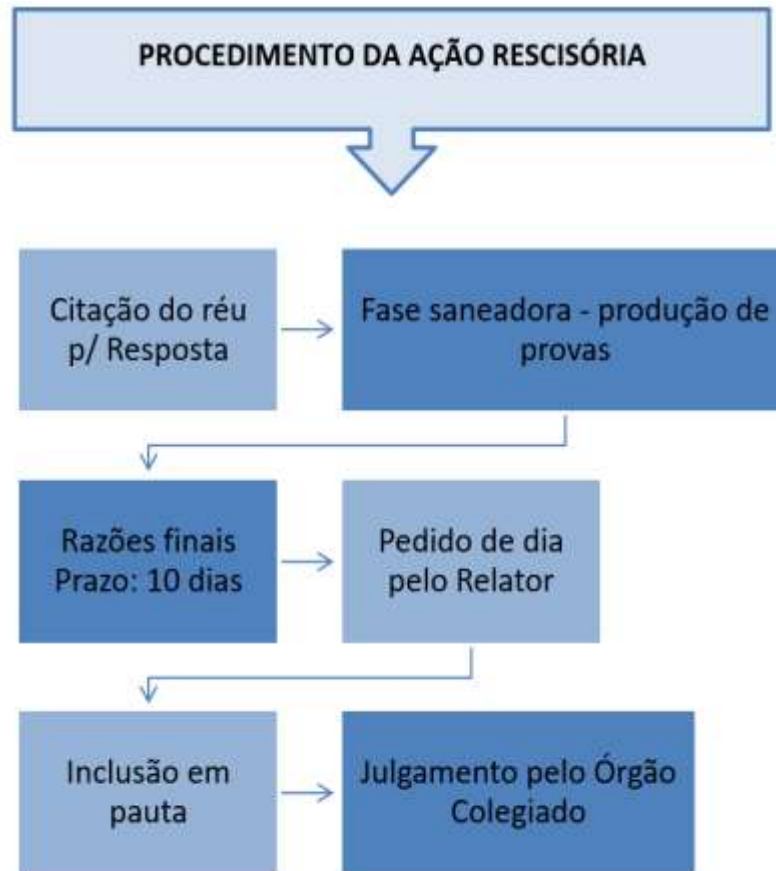 PROCEDIMENTO DA AÇÃO RESCISÓRIA
Citação do réu
p/ Resposta
Fase saneadora - produção de
provas
Razões finais
Prazo: 10 dias
Pedido de dia
pelo Relator
Inclusão em
pauta
Julgamento pelo Órgão
Colegiado